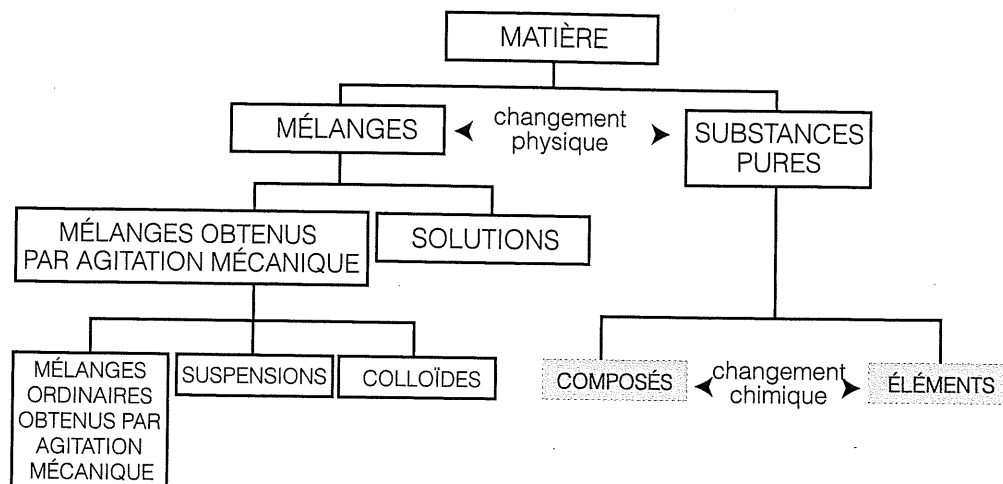 MATIÈRE
MÉLANGES
changement
physique
SUBSTANCES
PURES
MÉLANGES OBTENUS
PAR AGITATION MÉCANIQUE
SOLUTIONS
MÉLANGES
ORDINAIRES
OBTENUS PAR
AGITATION
MÉCANIQUE
SUSPENSIONS
COLLOÏDES
COMPOSÉS
changement
chimique
ÉLÉMENTS